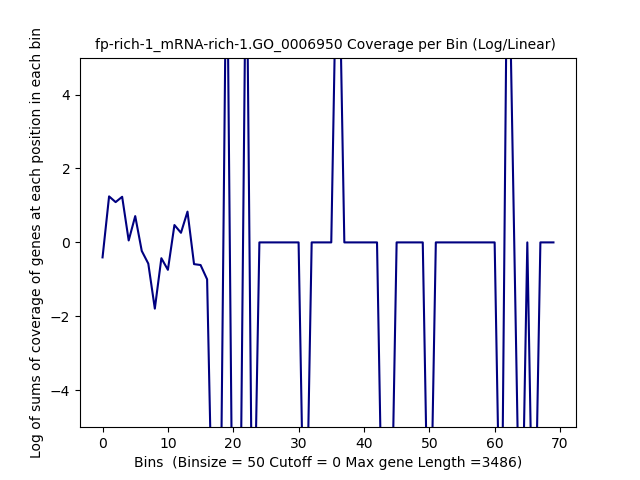 fp-rich-1_mRNA-rich-1.GO_0006950 Coverage per Bin (Log/Linear)
Log of sums of coverage of genes at each position in each bin
4
2
0
−2
−4
0 10 20 30 40 50 60 70
Bins  (Binsize = 50 Cutoff = 0 Max gene Length =3486)